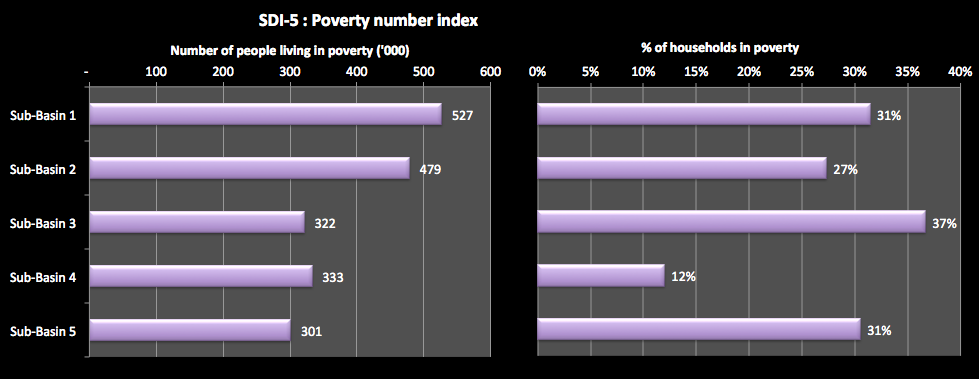 SDI-5 : Poverty number index
Number of people living in poverty ('000)
- 100 200 300 400 500 600
Sub-Basin 1 527
Sub-Basin 2 479
Sub-Basin 3 322
Sub-Basin 4 333
Sub-Basin 5 301
% of households in poverty
0% 5% 10% 15% 20% 25% 30% 35% 40%
31%
27%
37%
12%
31%